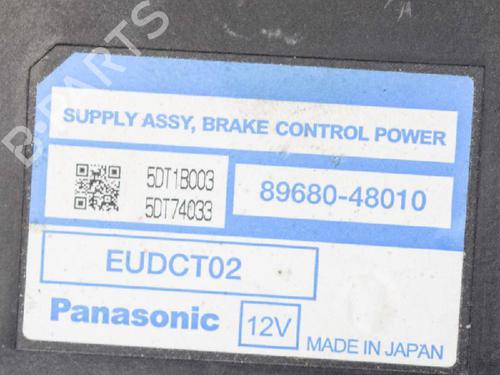 B-PARTS
SUPPLY ASSY, BRAKE CONTROL POWER
5DT1B003
5DT74033
89680-48010
EUDCT02
Panasonic
12V
MADE IN JAPAN